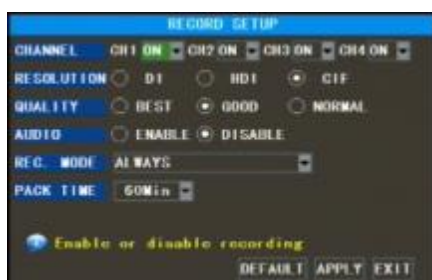 RECORD SETUP
CHANNEL CH1 ON CH2 ON CH3 ON CH4 ON
RESOLUTION D1 HD1 CIF
QUALITY BEST GOOD NORMAL
AUDIO ENABLE DISABLE
REC. MODE ALWAYS
PACK TIME 60Min
Enable or disable recording
DEFAULT APPLY EXIT